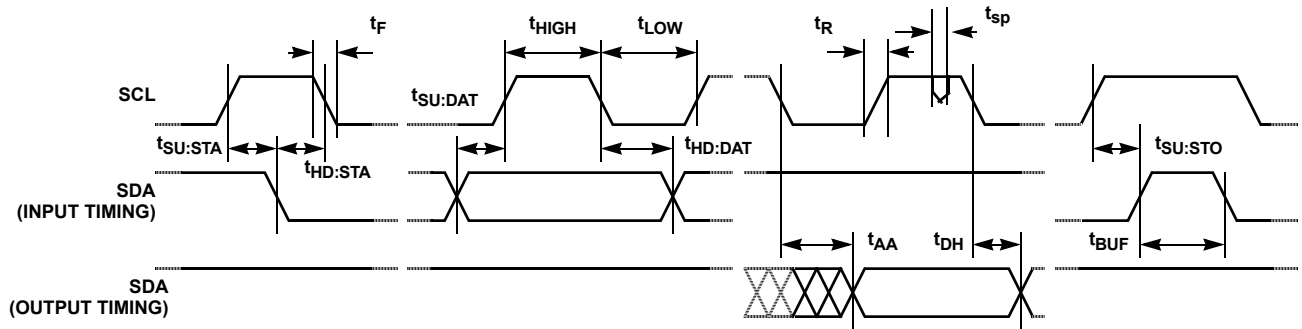 tF
tHIGH
tLOW
tR
tsp
SCL
tSU:DAT
tSU:STA
tHD:STA
tHD:DAT
tSU:STO
SDA
(INPUT TIMING)
tAA
tDH
tBUF
SDA
(OUTPUT TIMING)